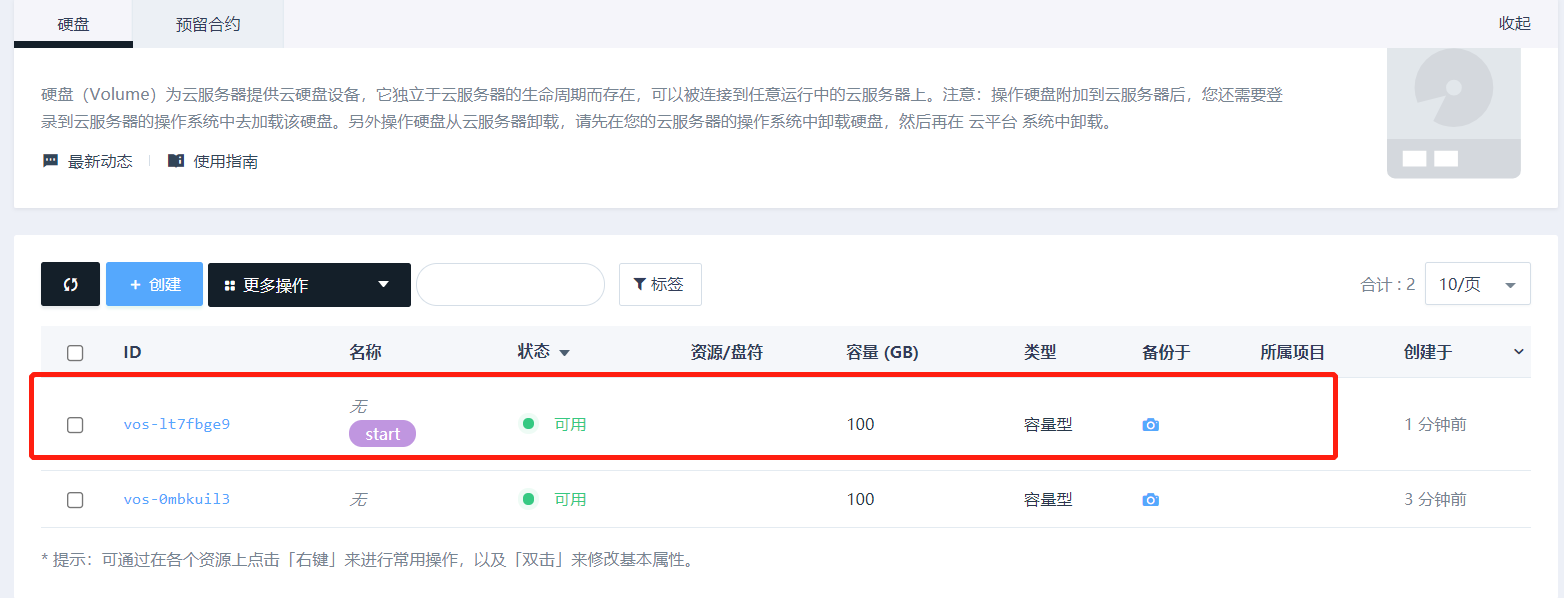 硬盘 预留合约 收起
硬盘（Volume）为云服务器提供云硬盘设备，它独立于云服务器的生命周期而存在，可以被连接到任意运行中的云服务器上。注意：操作硬盘附加到云服务器后，您还需要登
录到云服务器的操作系统中去加载该硬盘。另外操作硬盘从云服务器卸载，请先在您的云服务器的操作系统中卸载硬盘，然后再在 云平台 系统中卸载。
最新动态 使用指南
+ 创建 更多操作 标签 合计 : 2 10/页
ID 名称 状态 资源/盘符 容量 (GB) 类型 备份于 所属项目 创建于
vos-lt7fbge9 无 start 可用 100 容量型 1 分钟前
vos-0mbkuil3 无 可用 100 容量型 3 分钟前
* 提示：可通过在各个资源上点击「右键」来进行常用操作，以及「双击」来修改基本属性。